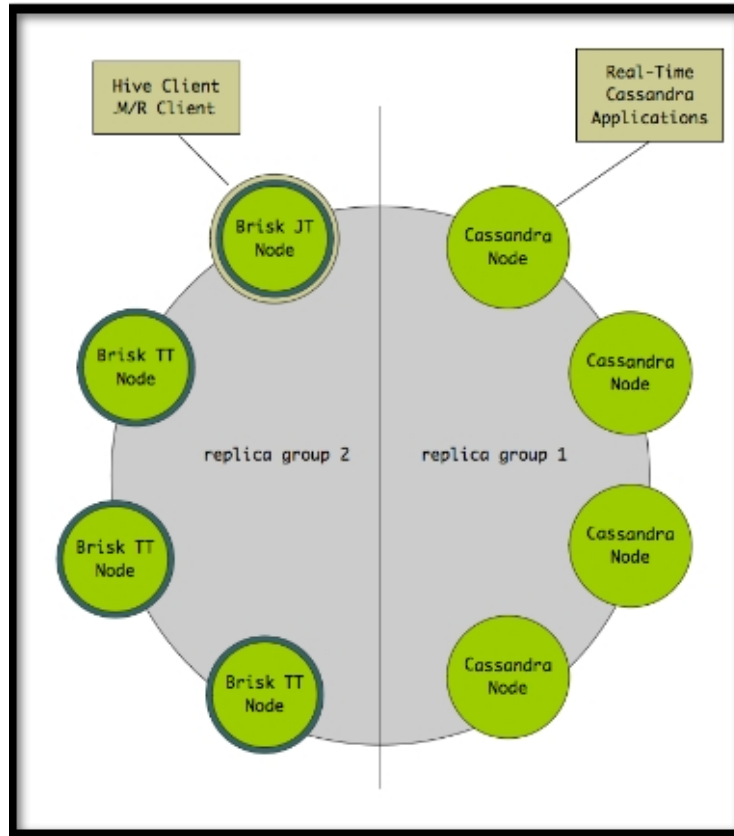 Hive Client
M/R Client
Real-Time
Cassandra
Applications
Brisk JT
Node
Cassandra
Node
Brisk TT
Node
Cassandra
Node
replica group 2
replica group 1
Brisk TT
Node
Cassandra
Node
Brisk TT
Node
Cassandra
Node